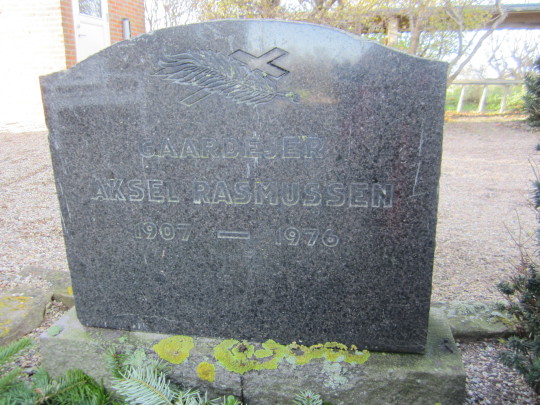 GAARDEJER
AKSEL RASMUSSEN
1907 — 1976